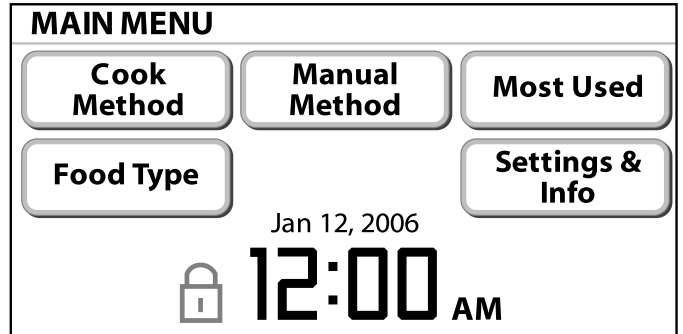 MAIN MENU
Cook
Method
Manual
Method
Most Used
Food Type
Settings &
Info
Jan 12, 2006
12:00 AM